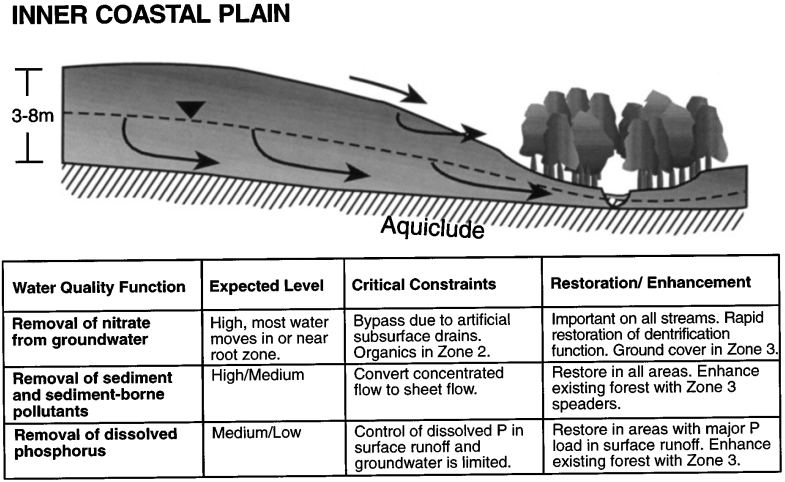 INNER COASTAL PLAIN
3-8m
Aquiclude
Water Quality Function
Expected Level
Critical Constraints
Restoration/ Enhancement
Removal of nitrate
from groundwater
High, most water
moves in or near
root zone.
Bypass due to artificial
subsurface drains.
Organics in Zone 2.
Important on all streams. Rapid
restoration of dentrification
function. Ground cover in Zone 3.
Removal of sediment
and sediment-borne
pollutants
High/Medium
Convert concentrated
flow to sheet flow.
Restore in all areas. Enhance
existing forest with Zone 3
speaders.
Removal of dissolved
phosphorus
Medium/Low
Control of dissolved P in
surface runoff and
groundwater is limited.
Restore in areas with major P
load in surface runoff. Enhance
existing forest with Zone 3.